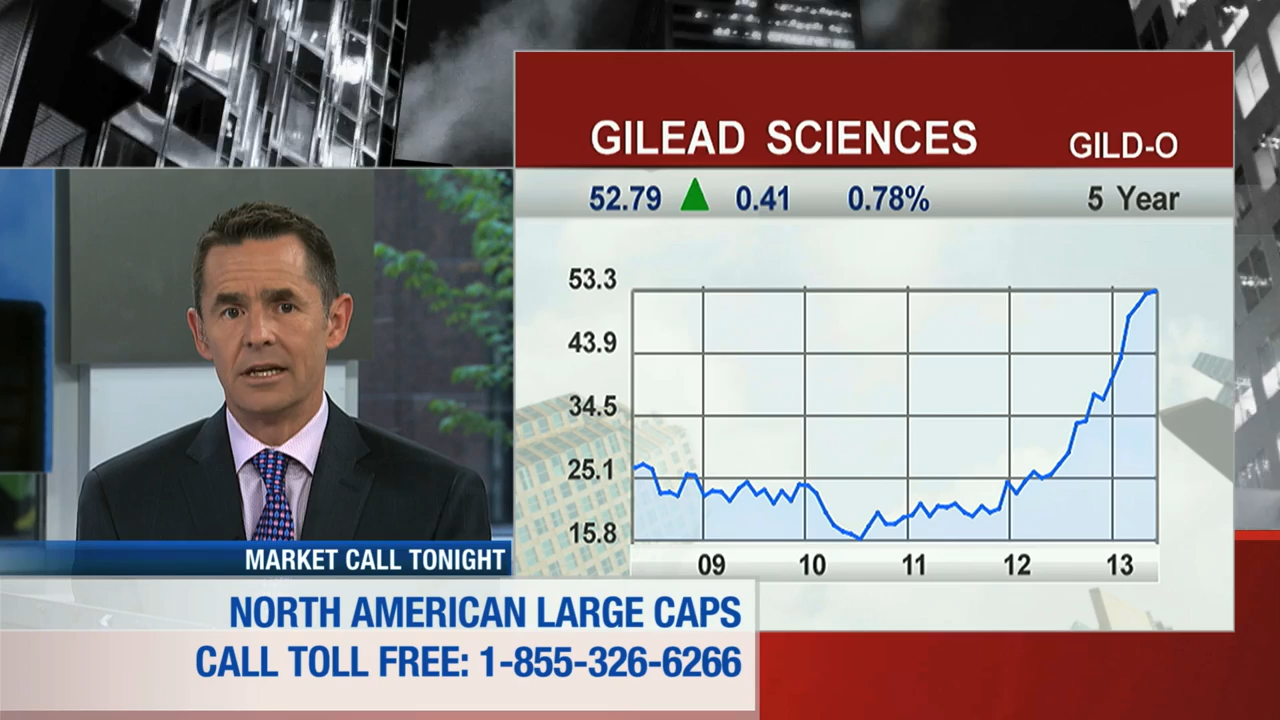 GILEAD SCIENCES GILD-O
52.79 ▲ 0.41 0.78% 5 Year
53.3
43.9
34.5
25.1
15.8
09 10 11 12 13
MARKET CALL TONIGHT
NORTH AMERICAN LARGE CAPS
CALL TOLL FREE: 1-855-326-6266